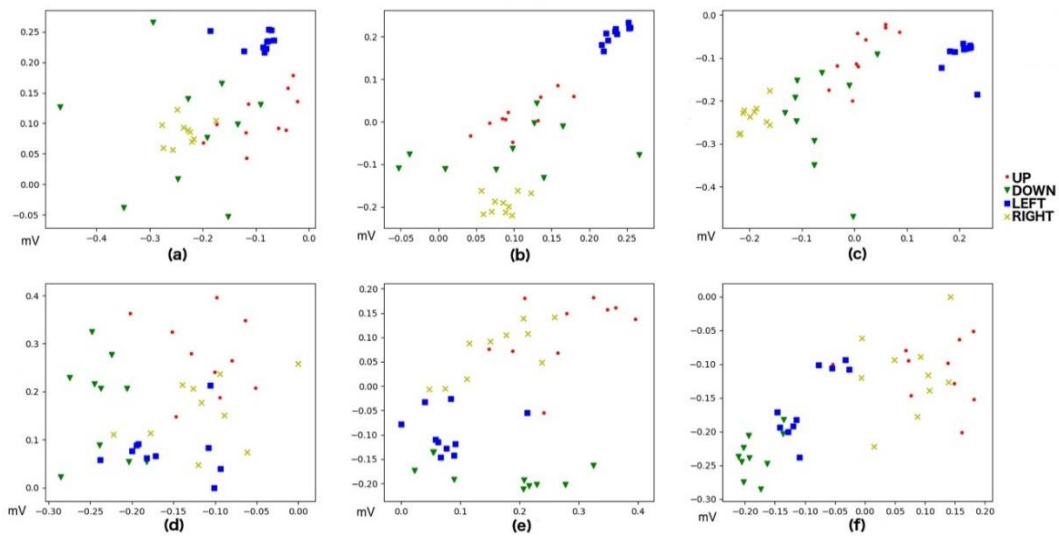 0.25
0.20
0.15
0.10
0.05
0.00
−0.05
mV
−0.4 −0.3 −0.2 −0.1 0.0
(a)
0.2
0.1
0.0
−0.1
−0.2
mV
−0.05 0.00 0.05 0.10 0.15 0.20 0.25
(b)
0.0
−0.1
−0.2
−0.3
−0.4
mV
−0.2 −0.1 0.0 0.1 0.2
(c)
UP
DOWN
LEFT
RIGHT
0.4
0.3
0.2
0.1
0.0
mV
−0.30 −0.25 −0.20 −0.15 −0.10 −0.05 0.00
(d)
0.20
0.15
0.10
0.05
0.00
−0.05
−0.10
−0.15
−0.20
mV
0.0 0.1 0.2 0.3 0.4
(e)
0.00
−0.05
−0.10
−0.15
−0.20
−0.25
−0.30
mV
−0.20 −0.15 −0.10 −0.05 0.00 0.05 0.10 0.15 0.20
(f)